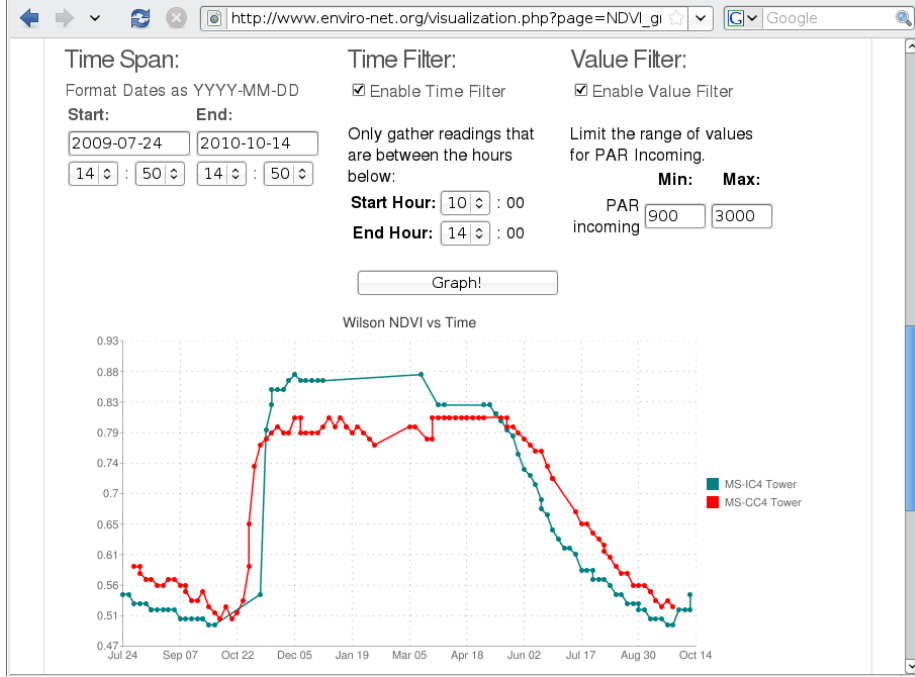 http://www.enviro-net.org/visualization.php?page=NDVI_g
Google
Time Span:
Format Dates as YYYY-MM-DD
Start: End:
2009-07-24 2010-10-14
14 : 50 14 : 50
Time Filter:
Enable Time Filter
Only gather readings that
are between the hours
below:
Start Hour: 10 : 00
End Hour: 14 : 00
Value Filter:
Enable Value Filter
Limit the range of values
for PAR Incoming.
Min: Max:
PAR
incoming 900 3000
Graph!
Wilson NDVI vs Time
0.93
0.88
0.83
0.79
0.74
0.7
0.65
0.61
0.56
0.51
0.47
Jul 24 Sep 07 Oct 22 Dec 05 Jan 19 Mar 05 Apr 18 Jun 02 Jul 17 Aug 30 Oct 14
MS-IC4 Tower
MS-CC4 Tower